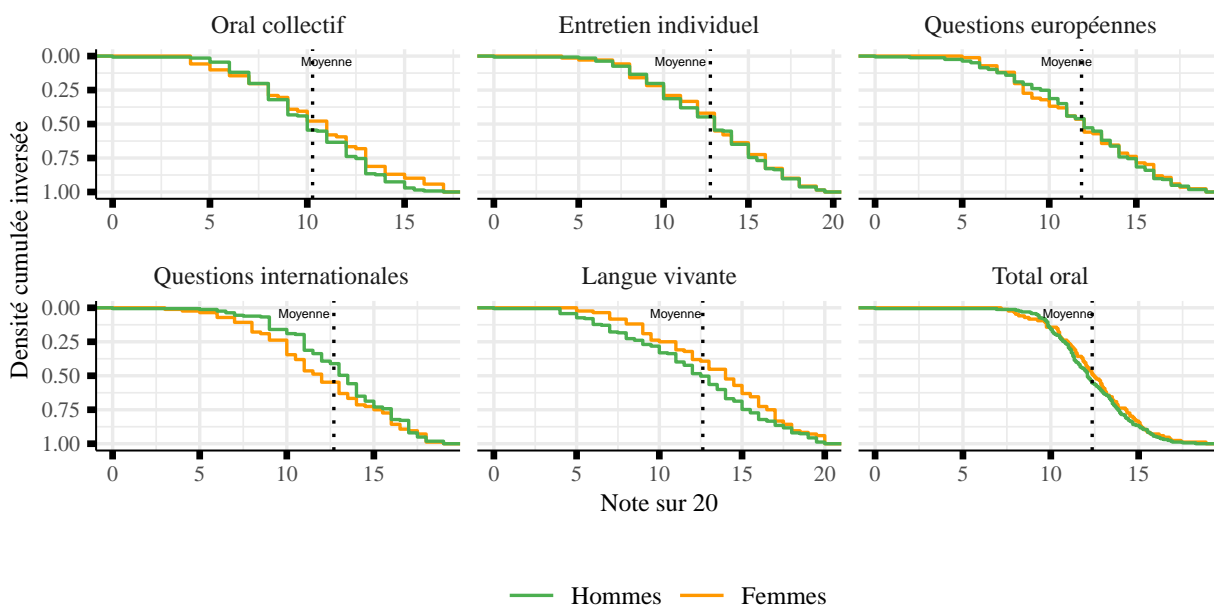 Oral collectif Entretien individuel Questions européennes
Densité cumulée inversée
0.00
0.25
0.50
0.75
1.00
Moyenne Moyenne Moyenne
0 5 10 15 0 5 10 15 20 0 5 10 15
Questions internationales Langue vivante Total oral
0.00
0.25
0.50
0.75
1.00
Moyenne Moyenne Moyenne
0 5 10 15 0 5 10 15 20 0 5 10 15
Note sur 20
Hommes Femmes